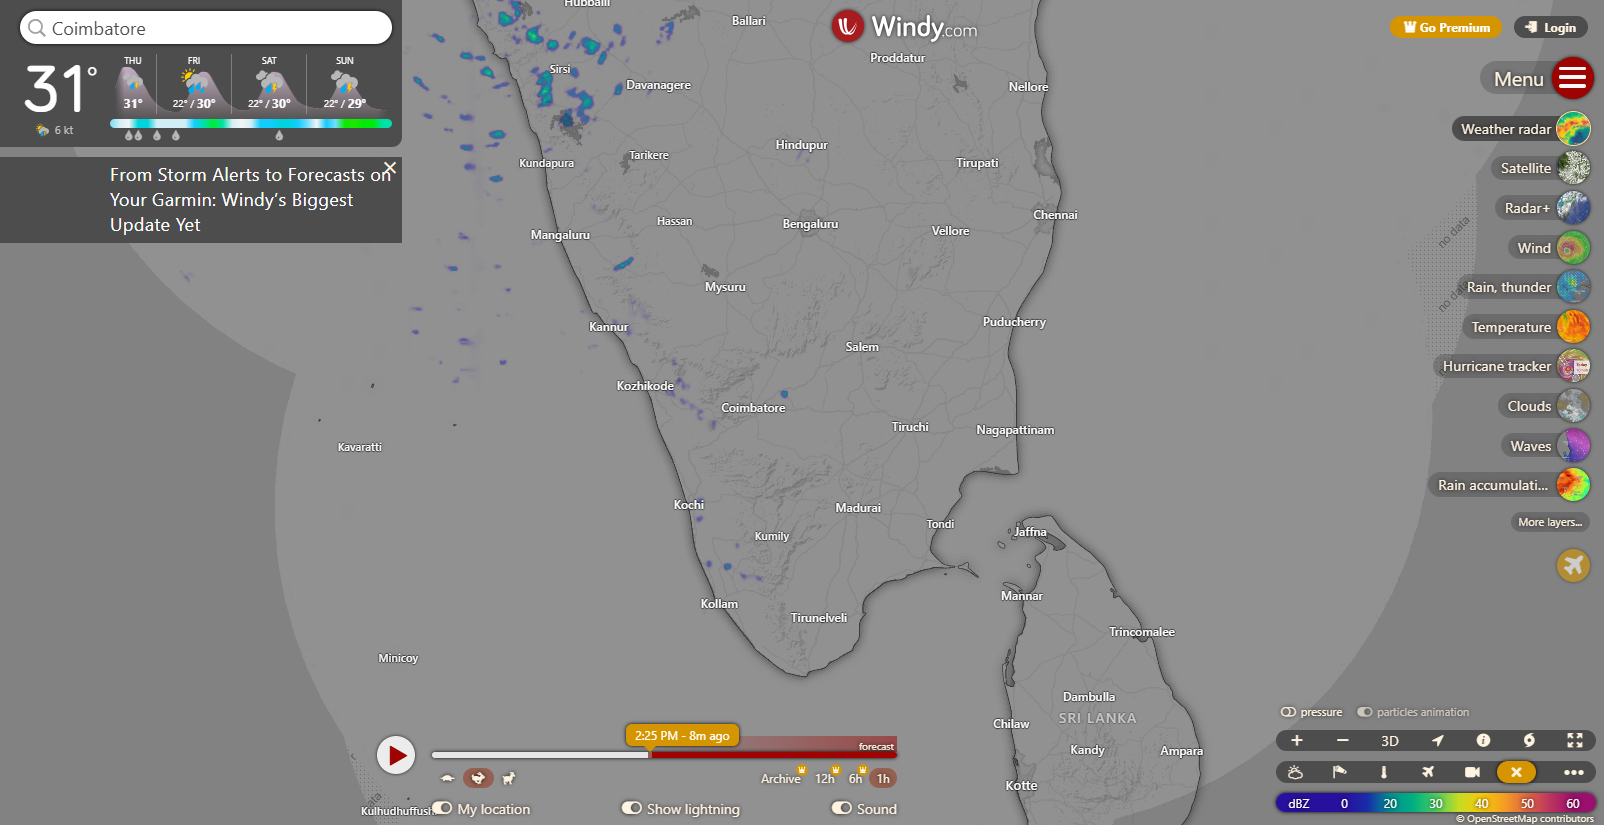 Coimbatore
31°
6 kt
THU
31°
FRI
22° / 30°
SAT
22° / 30°
SUN
22° / 29°
From Storm Alerts to Forecasts on
Your Garmin: Windy’s Biggest
Update Yet
Windy.com
Go Premium
Login
Menu
Weather radar
Satellite
Radar+
Wind
Rain, thunder
Temperature
Hurricane tracker
Clouds
Waves
Rain accumulati...
More layers...
no data
no data
Hubballi
Ballari
Proddatur
Sirsi
Davanagere
Nellore
Hindupur
Kundapura
Tarikere
Tirupati
Chennai
Hassan
Bengaluru
Vellore
Mangaluru
Mysuru
Kannur
Puducherry
Salem
Kozhikode
Coimbatore
Tiruchi
Nagapattinam
Kavaratti
Kochi
Madurai
Tondi
Jaffna
Kumily
Mannar
Kollam
Tirunelveli
Trincomalee
Minicoy
Dambulla
SRI LANKA
Chilaw
Kandy
Ampara
Kotte
Kulhudhuffushi
2:25 PM - 8m ago
forecast
Archive
12h
6h
1h
My location
Show lightning
Sound
pressure
particles animation
3D
dBZ 0 20 30 40 50 60
© OpenStreetMap contributors